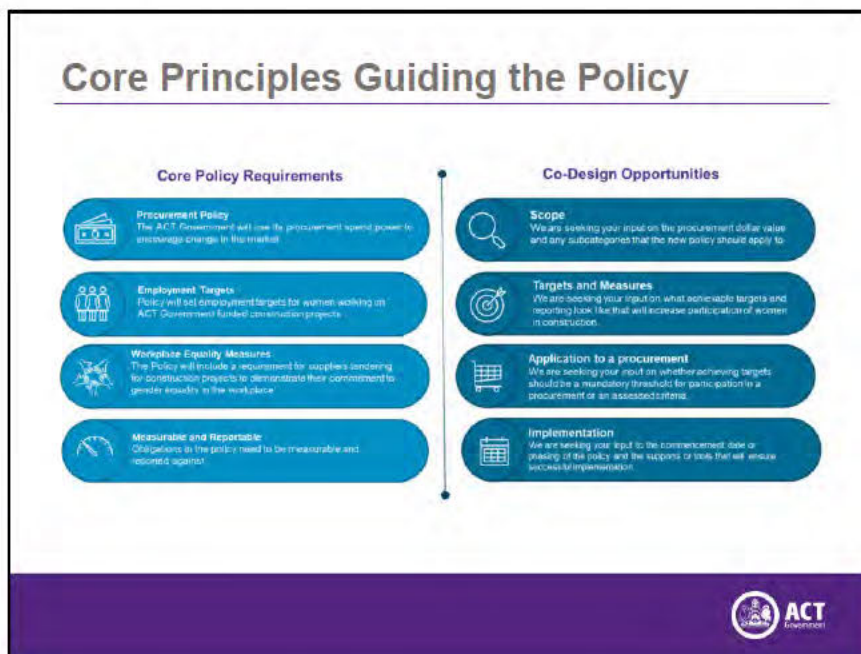 Core Principles Guiding the Policy
Core Policy Requirements
Procurement Policy
The ACT Government will use its procurement spend power to
encourage change in the market
Employment Targets
Policy will set employment targets for women working on
ACT Government funded construction projects
Workplace Equality Measures
The Policy will include a requirement for suppliers tendering
for construction projects to demonstrate their commitment to
gender equality in the workplace
Measurable and Reportable
Obligations in the policy need to be measurable and
reported against
Co-Design Opportunities
Scope
We are seeking your input on the procurement dollar value
and any subcategories that the new policy should apply to
Targets and Measures
We are seeking your input on what achievable targets and
reporting look like that will increase participation of women
in construction.
Application to a procurement
We are seeking your input on whether achieving targets
should be a mandatory threshold for participation in a
procurement or an assessed criteria.
Implementation
We are seeking your input to the commencement date or
phasing of the policy and the supports or tools that will ensure
successful implementation
ACT
Government